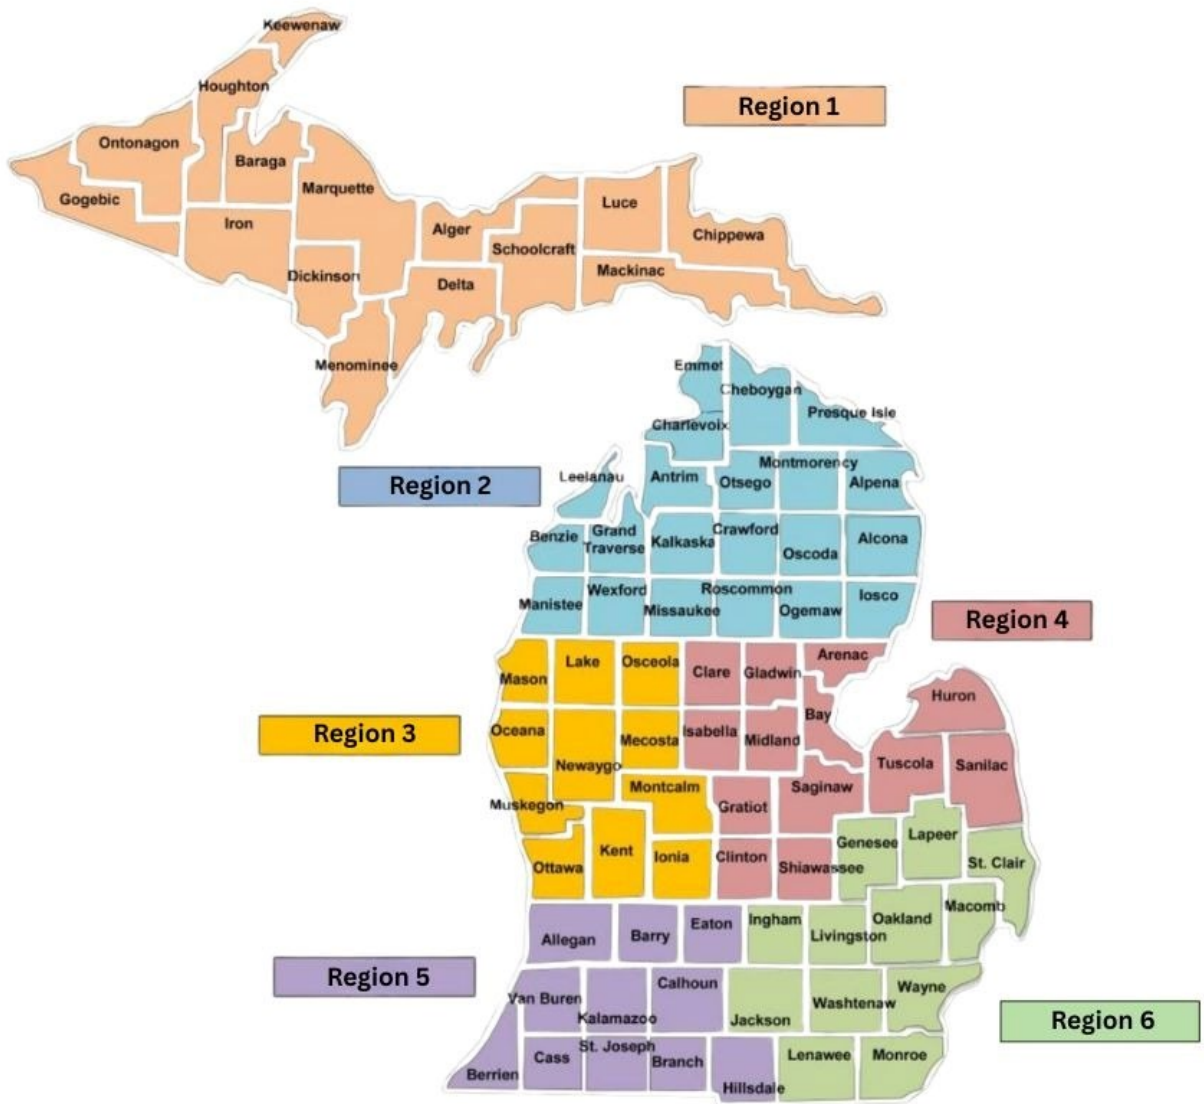 Keewenaw
Houghton
Region 1
Ontonagon
Baraga
Marquette
Gogebic
Iron
Luce
Alger
Chippewa
Schoolcraft
Dickinson
Mackinac
Delta
Menominee
Emmet
Cheboygan
Presque Isle
Charlevoix
Region 2
Leelanau
Antrim
Otsego
Montmorency
Alpena
Benzie
Grand
Traverse
Kalkaska
Crawford
Oscoda
Alcona
Manistee
Wexford
Missaukee
Roscommon
Ogemaw
Iosco
Region 4
Mason
Lake
Osceola
Clare
Gladwin
Arenac
Huron
Region 3
Oceana
Newaygo
Mecosta
Isabella
Midland
Bay
Tuscola
Sanilac
Muskegon
Montcalm
Gratiot
Saginaw
Ottawa
Kent
Ionia
Clinton
Shiawassee
Genesee
Lapeer
St. Clair
Allegan
Barry
Eaton
Ingham
Livingston
Oakland
Macomb
Region 5
Van Buren
Kalamazoo
Calhoun
Jackson
Washtenaw
Wayne
Region 6
Berrien
Cass
St. Joseph
Branch
Hillsdale
Lenawee
Monroe